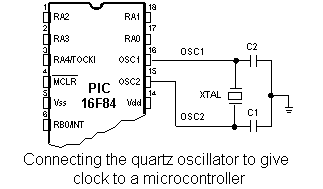 1 RA2 RA1 18
2 RA3 RA0 17
3 RA4/TOCKI OSC1 16 OSC1 C2
4 MCLR PIC OSC2 15 XTAL
5 Vss 16F84 Vdd 14
6 RB0/INT OSC2 C1
Connecting the quartz oscillator to give
clock to a microcontroller